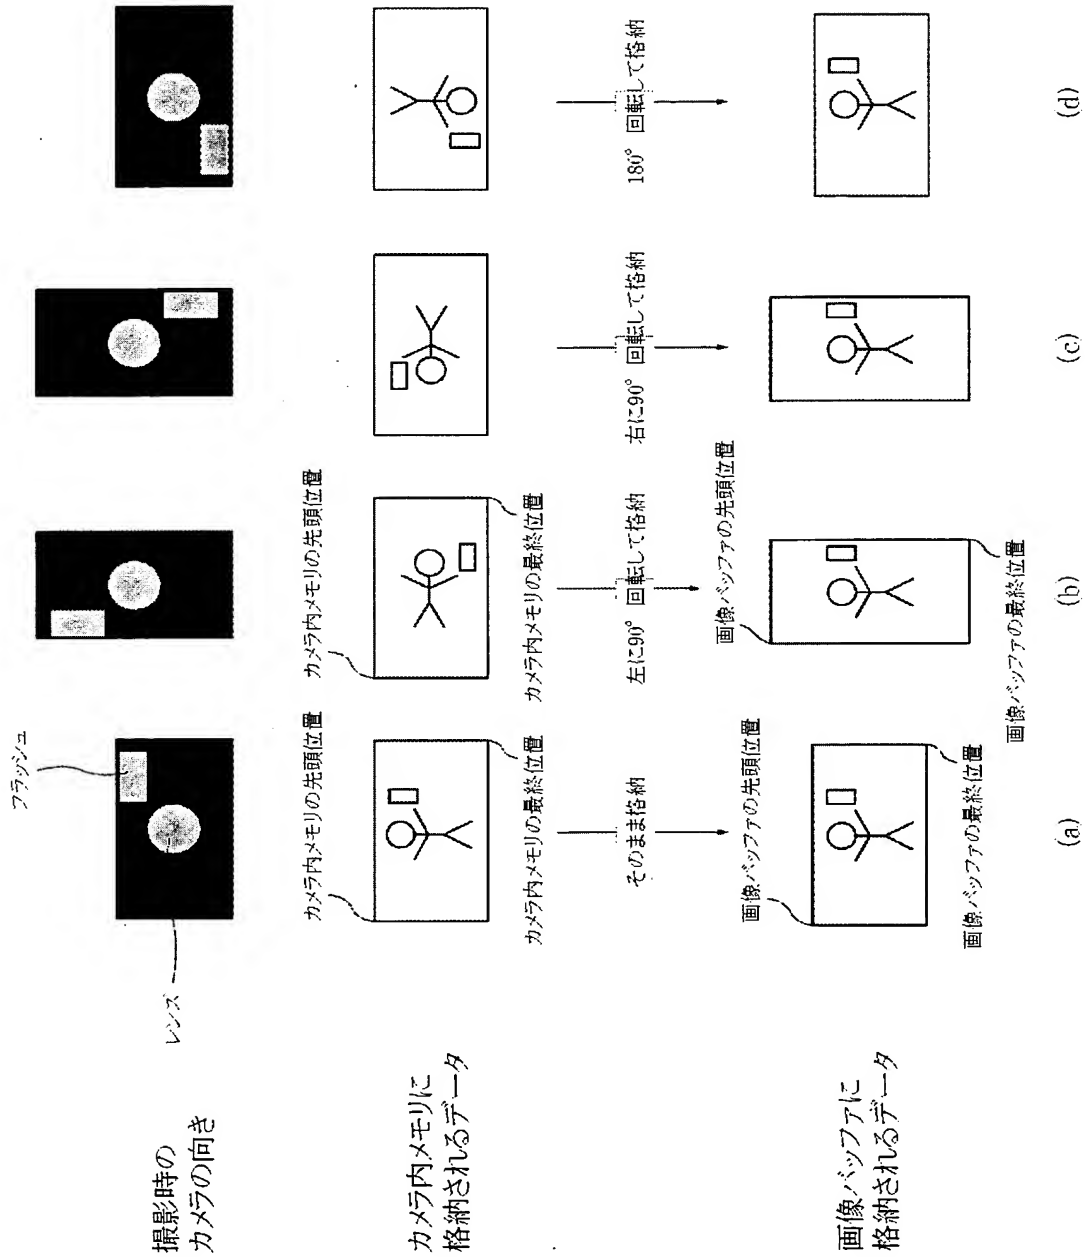 撮影時の
カメラの向き
レンズ
フラッシュ
カメラ内メモリに
格納されるデータ
カメラ内メモリの先頭位置
カメラ内メモリの最終位置
カメラ内メモリの先頭位置
カメラ内メモリの最終位置
そのまま格納
左に90° 回転して格納
右に90° 回転して格納
180° 回転して格納
画像バッファに
格納されるデータ
画像バッファの先頭位置
画像バッファの最終位置
画像バッファの先頭位置
画像バッファの最終位置
(a)
(b)
(c)
(d)